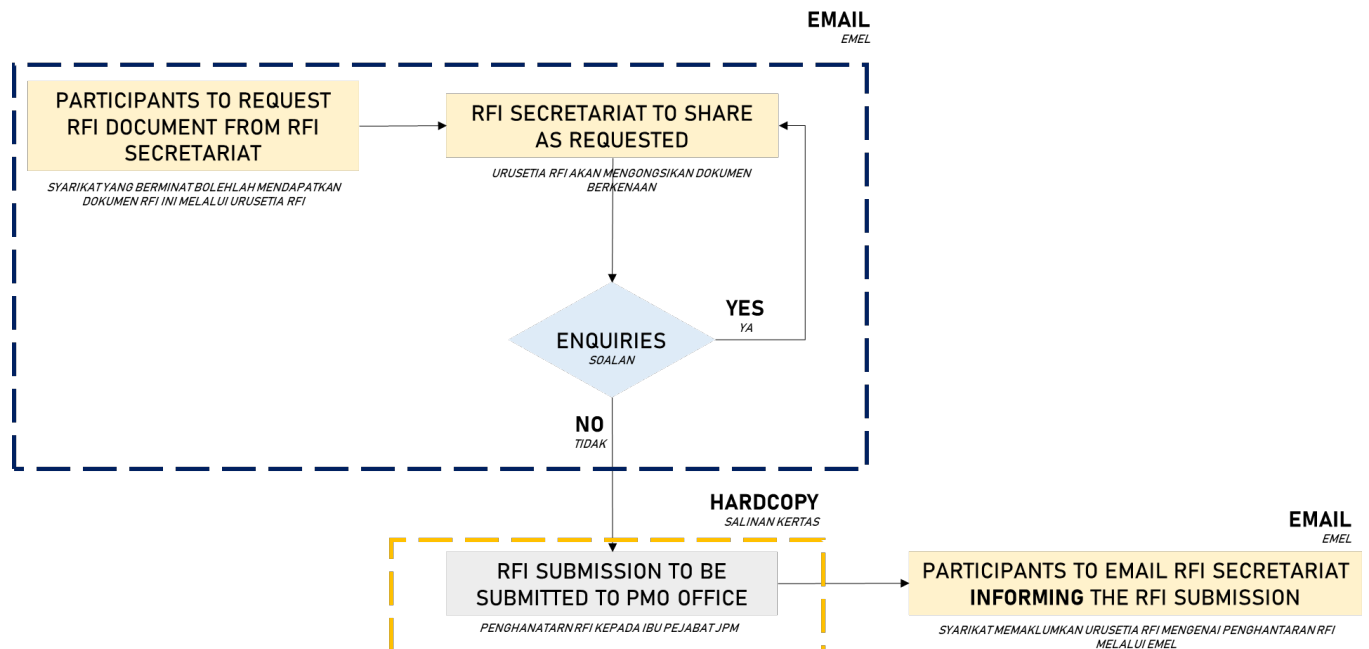 EMAIL
EMEL
PARTICIPANTS TO REQUEST
RFI DOCUMENT FROM RFI
SECRETARIAT
SYARIKAT YANG BERMINAT BOLEHLAH MENDAPATKAN
DOKUMEN RFI INI MELALUI URUSETIA RFI
RFI SECRETARIAT TO SHARE
AS REQUESTED
URUSETIA RFI AKAN MENGONGSIKAN DOKUMEN
BERKENAAN
ENQUIRIES
SOALAN
YES
YA
NO
TIDAK
HARDCOPY
SALINAN KERTAS
RFI SUBMISSION TO BE
SUBMITTED TO PMO OFFICE
PENGHANATARN RFI KEPADA IBU PEJABAT JPM
EMAIL
EMEL
PARTICIPANTS TO EMAIL RFI SECRETARIAT
INFORMING THE RFI SUBMISSION
SYARIKAT MEMAKLUMKAN URUSETIA RFI MENGENAI PENGHANTARAN RFI
MELALUI EMEL